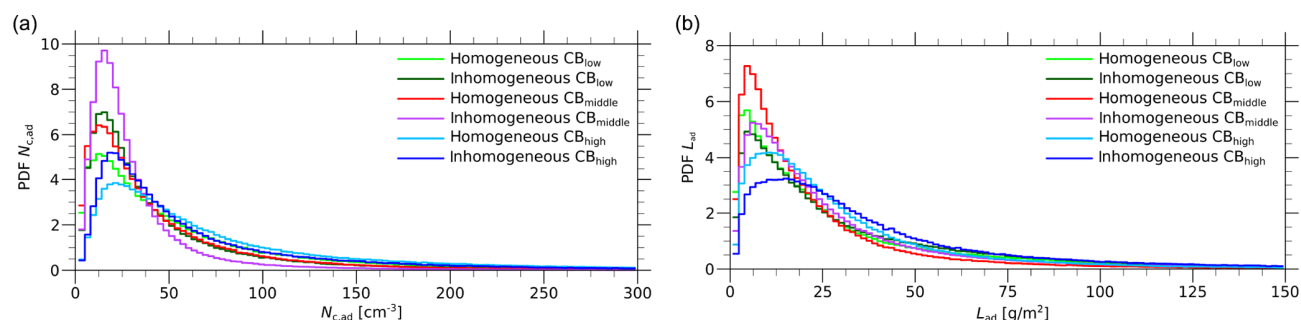 (a)
10
8
6
4
2
0
PDF N_c,ad
Homogeneous CB_low
Inhomogeneous CB_low
Homogeneous CB_middle
Inhomogeneous CB_middle
Homogeneous CB_high
Inhomogeneous CB_high
0 50 100 150 200 250 300
N_c,ad [cm⁻³]
(b)
8
6
4
2
0
PDF L_ad
Homogeneous CB_low
Inhomogeneous CB_low
Homogeneous CB_middle
Inhomogeneous CB_middle
Homogeneous CB_high
Inhomogeneous CB_high
0 25 50 75 100 125 150
L_ad [g/m²]